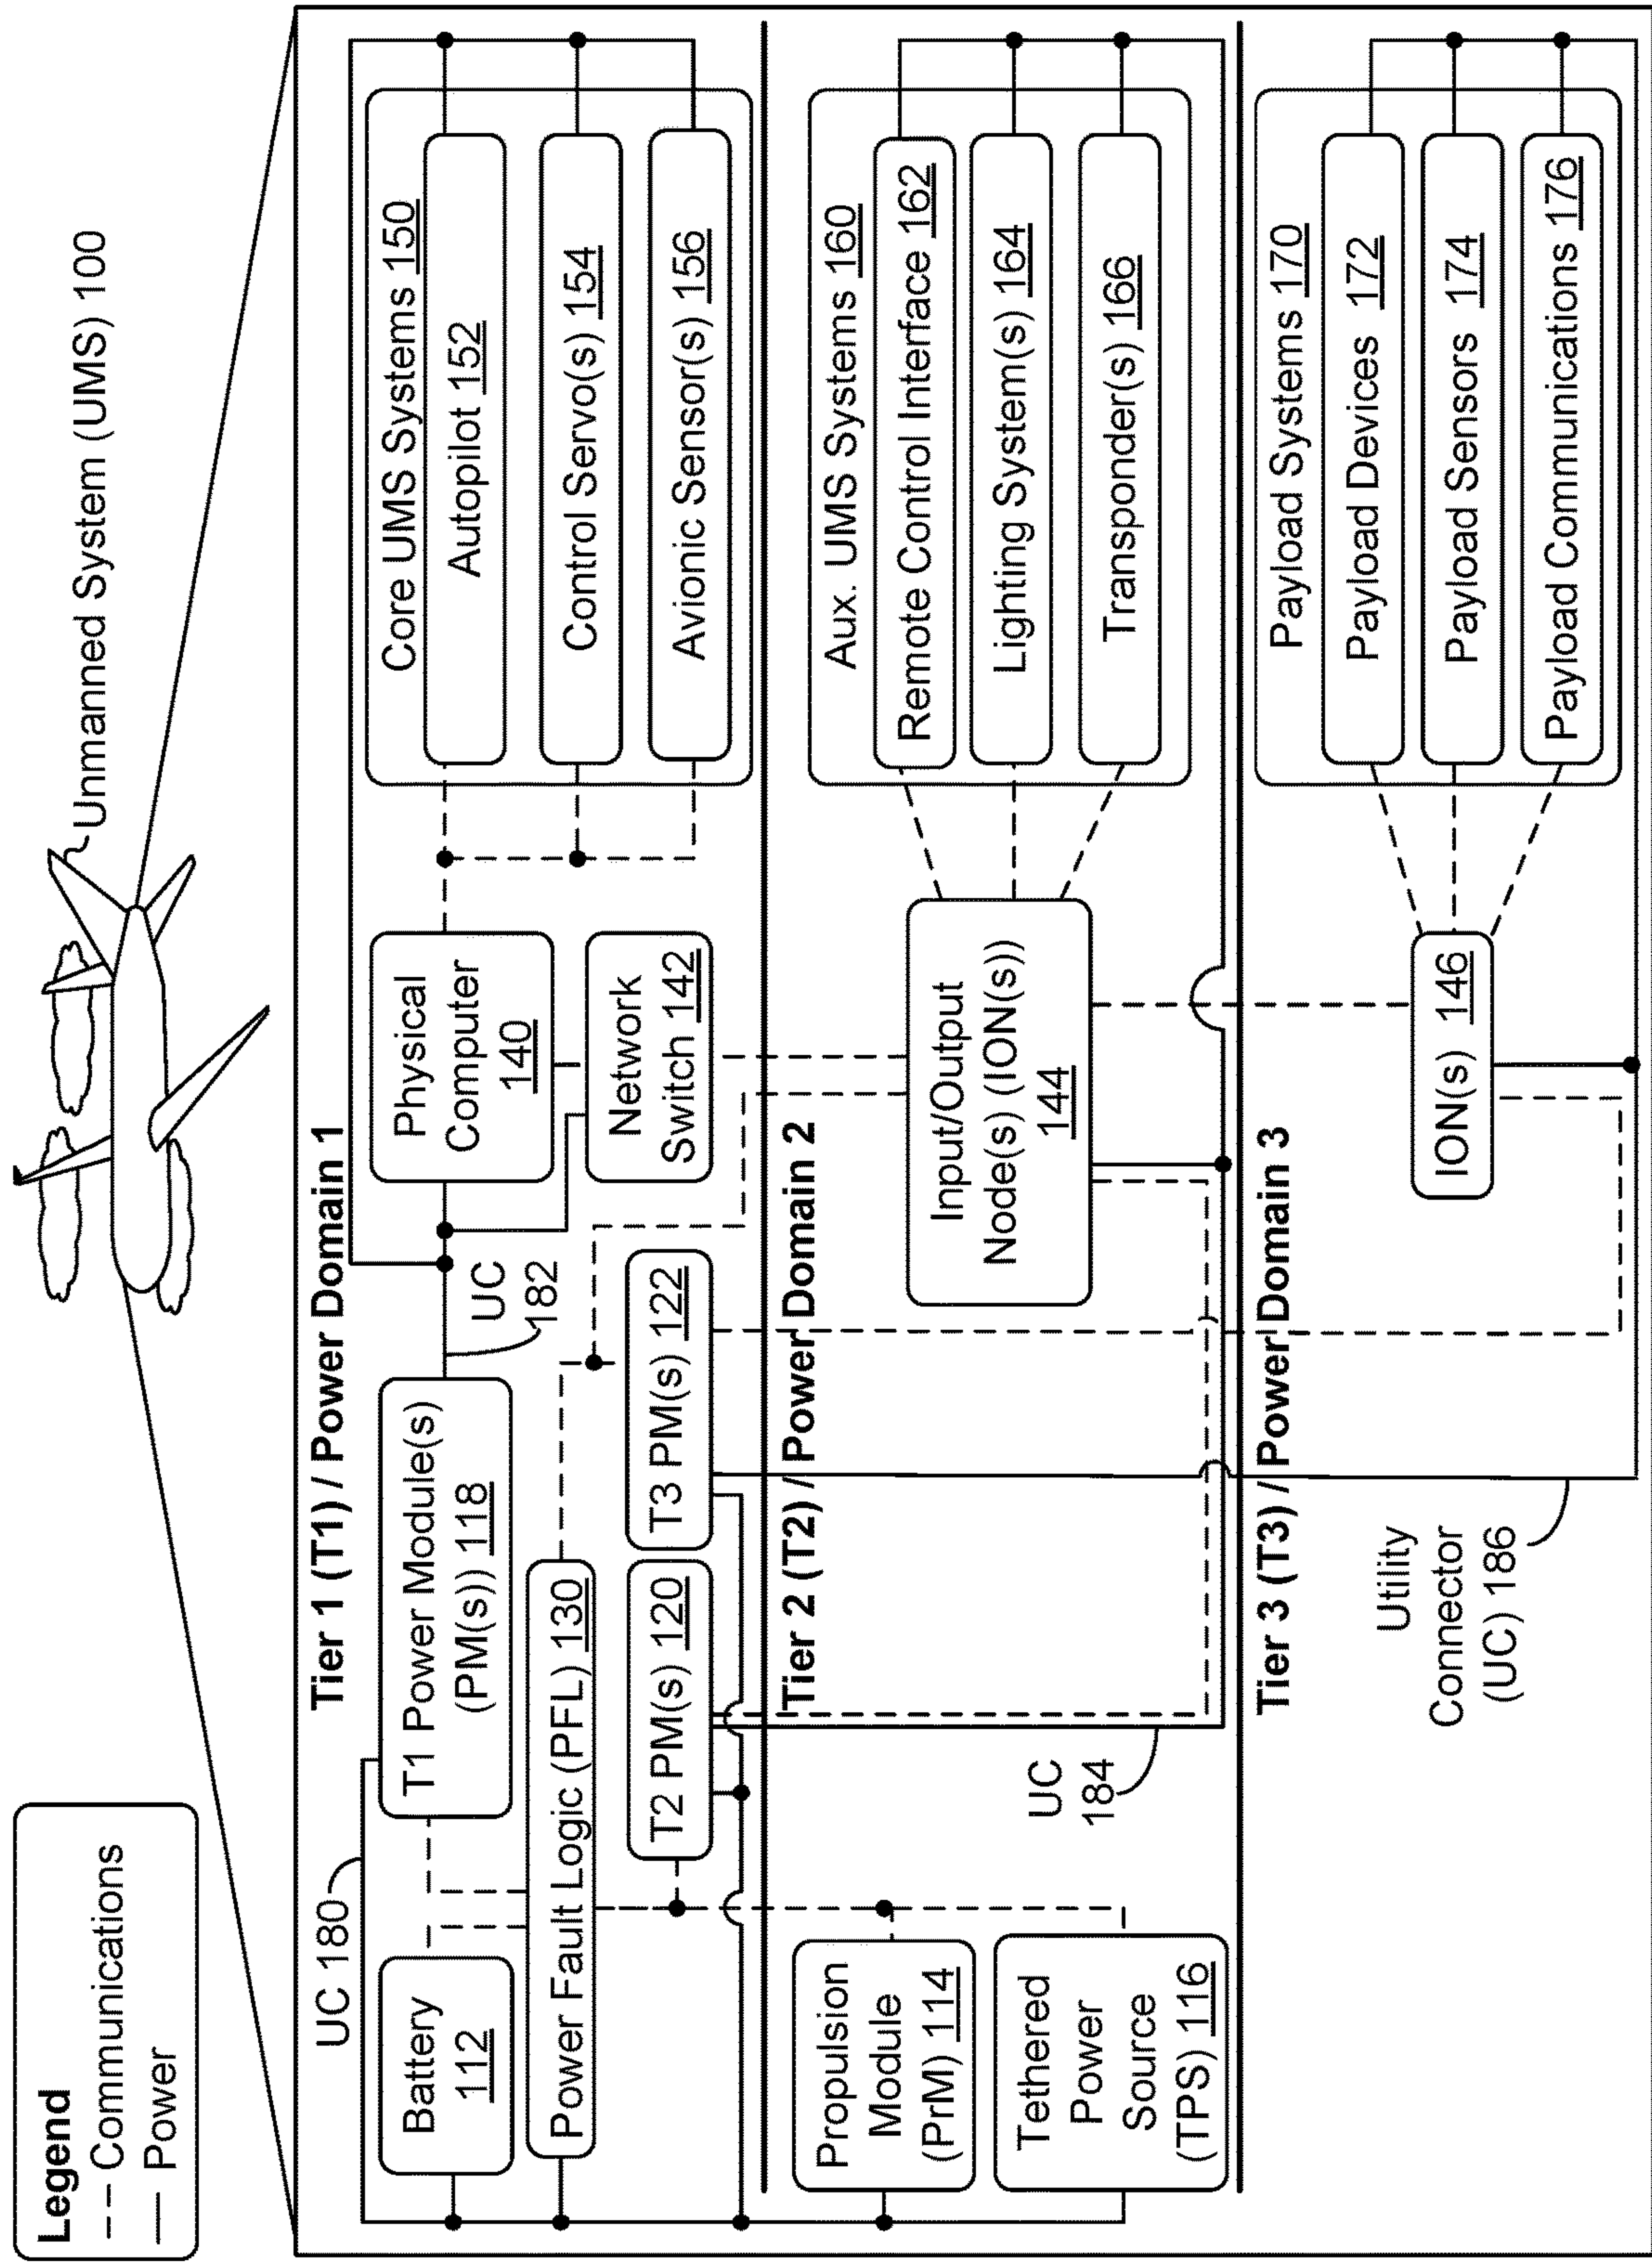 Legend
Communications
Power
Unmanned System (UMS) 100
Tier 1 (T1) / Power Domain 1
UC 180
Battery
112
T1 Power Module(s)
(PM(s)) 118
UC
182
Physical
Computer
140
Core UMS Systems 150
Autopilot 152
Power Fault Logic (PFL) 130
Network
Switch 142
Control Servo(s) 154
T2 PM(s) 120
T3 PM(s) 122
Avionic Sensor(s) 156
Tier 2 (T2) / Power Domain 2
Propulsion
Module
(PrM) 114
Tethered
Power
Source
(TPS) 116
UC
184
Input/Output
Node(s) (ION(s))
144
Aux. UMS Systems 160
Remote Control Interface 162
Lighting System(s) 164
Transponder(s) 166
Tier 3 (T3) / Power Domain 3
Utility
Connector
(UC) 186
ION(s) 146
Payload Systems 170
Payload Devices 172
Payload Sensors 174
Payload Communications 176